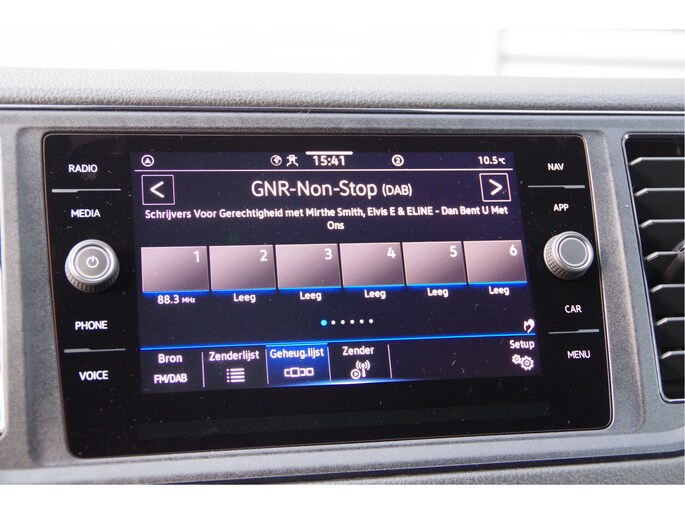 RADIO
MEDIA
PHONE
VOICE
15:41
2
10.5°C
< GNR-Non-Stop (DAB) >
Schrijvers Voor Gerechtigheid met Mirthe Smith, Elvis E & ELINE - Dan Bent U Met
Ons
1 2 3 4 5 6
88.3 MHz Leeg Leeg Leeg Leeg Leeg
Bron
FM/DAB
Zenderlijst
Geheug.lijst
Zender
Setup
NAV
APP
CAR
MENU